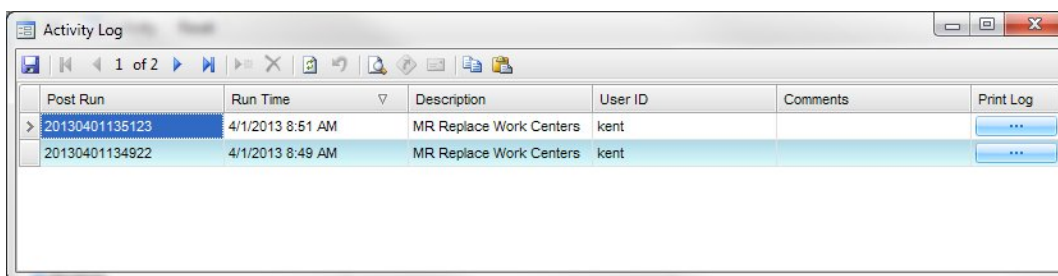 Activity Log
1 of 2
Post Run Run Time Description User ID Comments Print Log
20130401135123 4/1/2013 8:51 AM MR Replace Work Centers kent ...
20130401134922 4/1/2013 8:49 AM MR Replace Work Centers kent ...